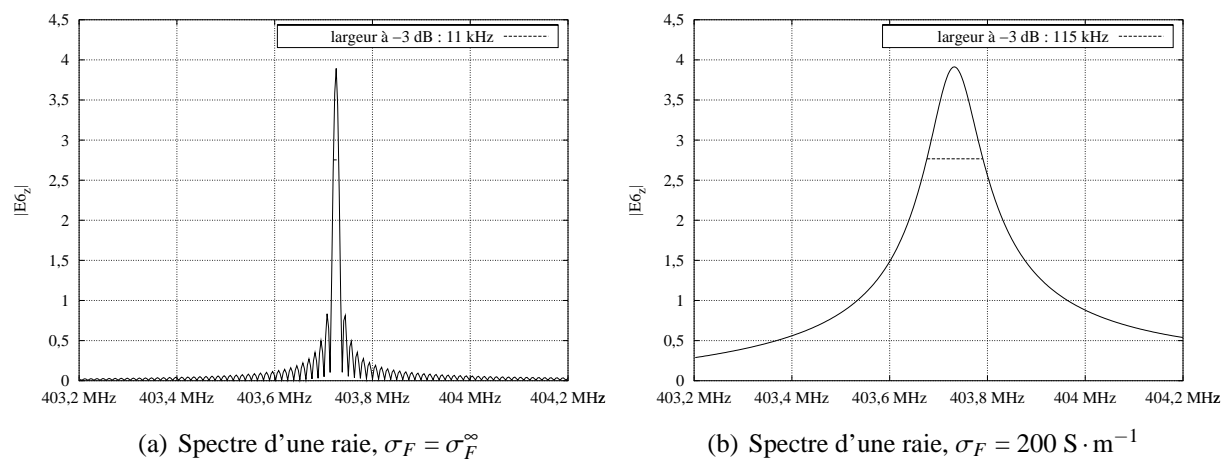 4,5
4
3,5
3
2,5
2
1,5
1
0,5
0
|E6z|
largeur à −3 dB : 11 kHz
403,2 MHz 403,4 MHz 403,6 MHz 403,8 MHz 404 MHz 404,2 MHz
(a) Spectre d'une raie, σF = σF∞
4,5
4
3,5
3
2,5
2
1,5
1
0,5
0
|E6z|
largeur à −3 dB : 115 kHz
403,2 MHz 403,4 MHz 403,6 MHz 403,8 MHz 404 MHz 404,2 MHz
(b) Spectre d'une raie, σF = 200 S · m−1